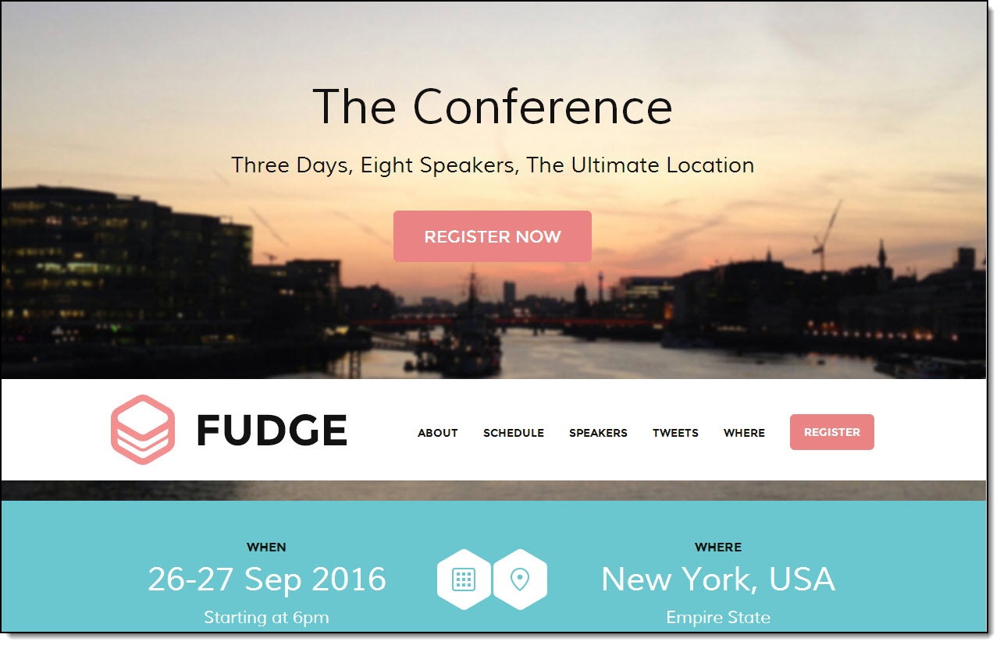 The Conference
Three Days, Eight Speakers, The Ultimate Location
REGISTER NOW
FUDGE
ABOUT SCHEDULE SPEAKERS TWEETS WHERE REGISTER
WHEN
26-27 Sep 2016
Starting at 6pm
WHERE
New York, USA
Empire State